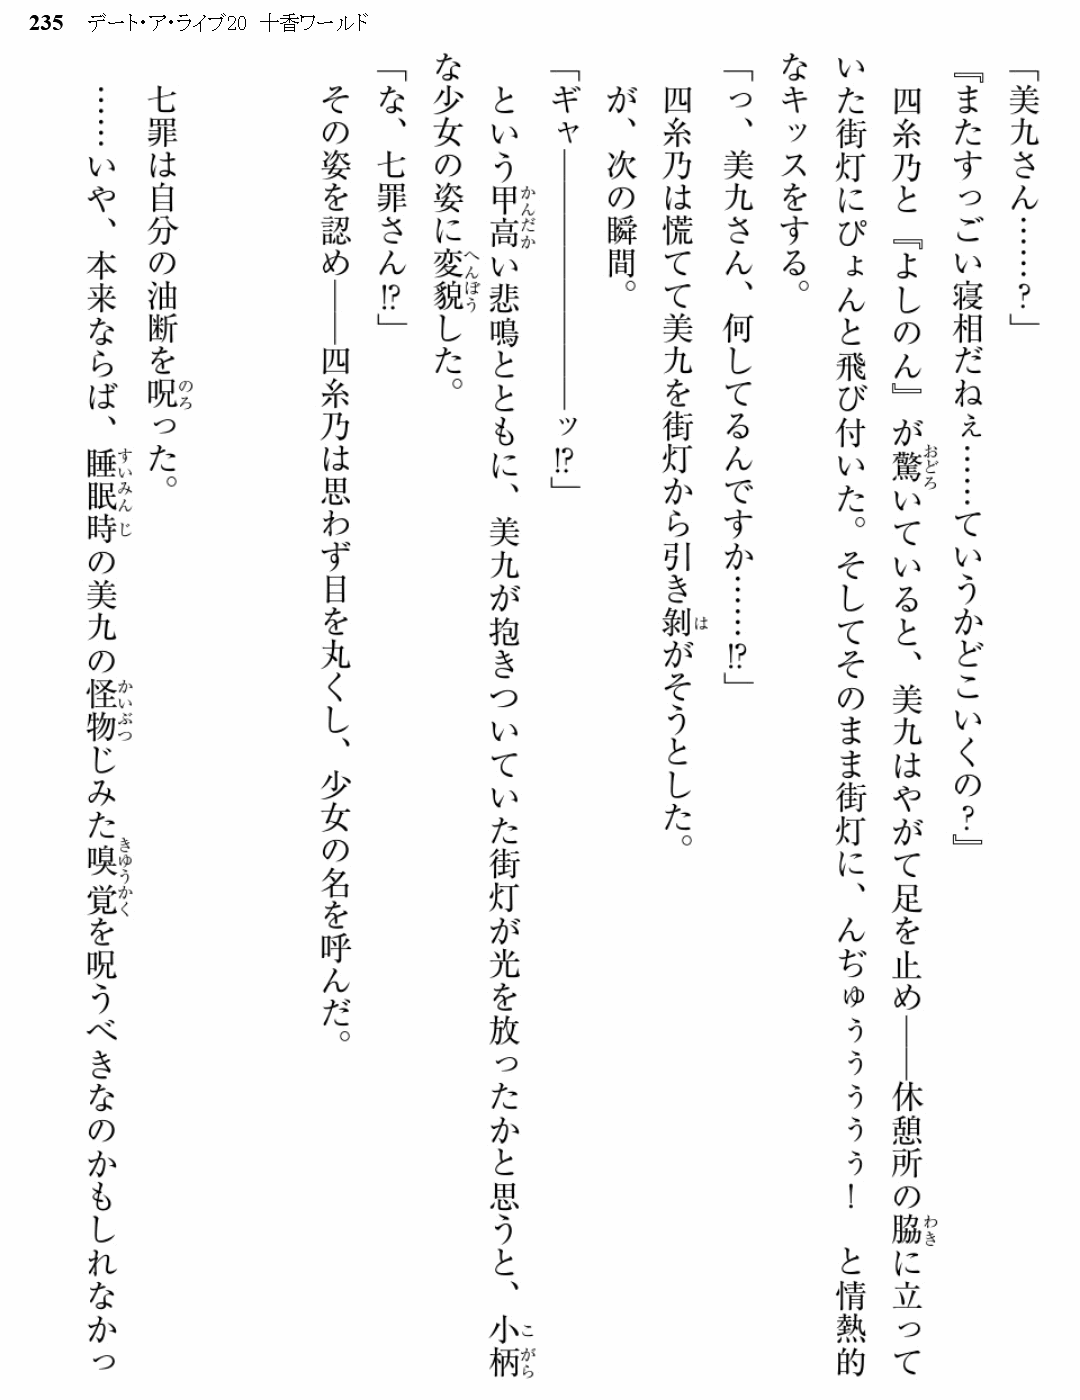 235 デート・ア・ライブ20 十香ワールド
「美九さん……？」
『またすっごい寝相だねぇ……ていうかどこいくの？』
四糸乃と『よしのん』が驚いていると、美九はやがて足を止め――休憩所の脇に立って
いた街灯にぴょんと飛び付いた。そしてそのまま街灯に、んぢゅぅぅぅぅぅ！　と情熱的
なキッスをする。
「っ、美九さん、何してるんですか……⁉」
四糸乃は慌てて美九を街灯から引き剝がそうとした。
が、次の瞬間。
「ギャ――――――――ッ⁉」
という甲高い悲鳴とともに、美九が抱きついていた街灯が光を放ったかと思うと、小柄
な少女の姿に変貌した。
「な、七罪さん⁉」
その姿を認め――四糸乃は思わず目を丸くし、少女の名を呼んだ。
七罪は自分の油断を呪った。
……いや、本来ならば、睡眠時の美九の怪物じみた嗅覚を呪うべきなのかもしれなかっ